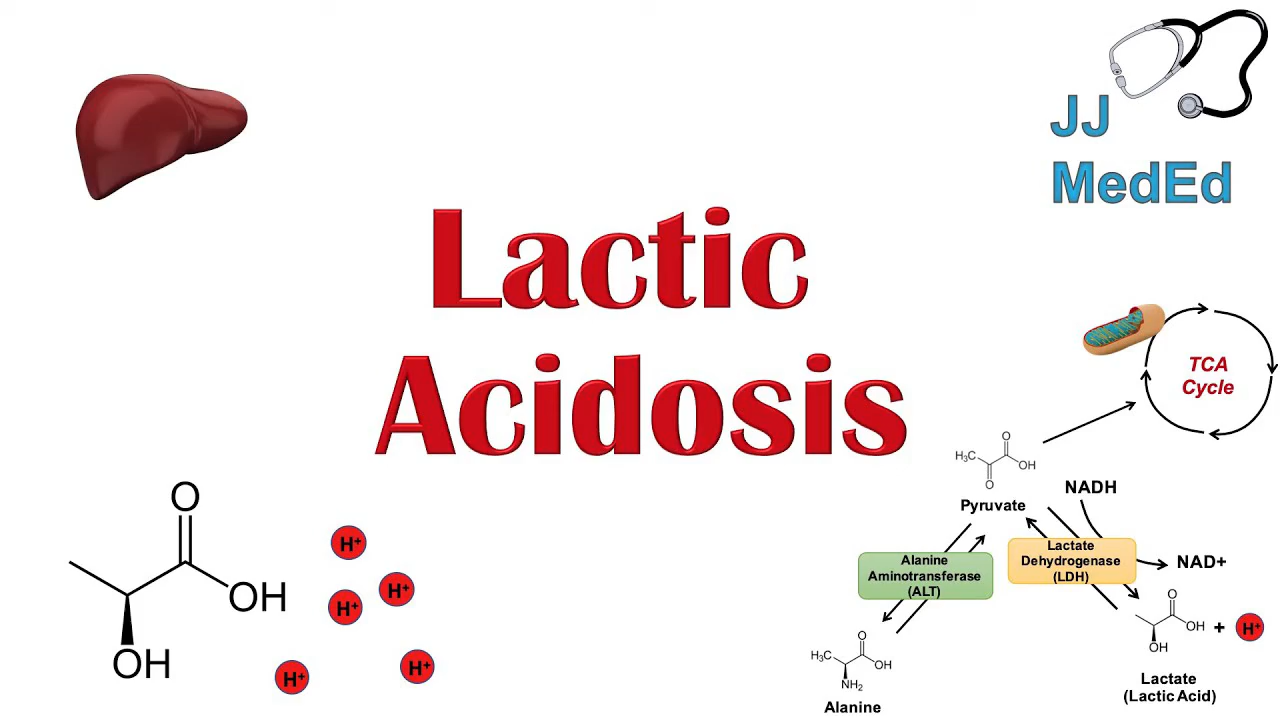 JJ
MedEd
Lactic
Acidosis
TCA
Cycle
H₃C
O
OH
O
Pyruvate
NADH
Alanine
Aminotransferase
(ALT)
Lactate
Dehydrogenase
(LDH)
NAD+
O
OH
OH
H⁺
H⁺
H⁺
H⁺
H⁺
O
H₃C
OH
NH₂
Alanine
O
OH
OH
+
H⁺
Lactate
(Lactic Acid)